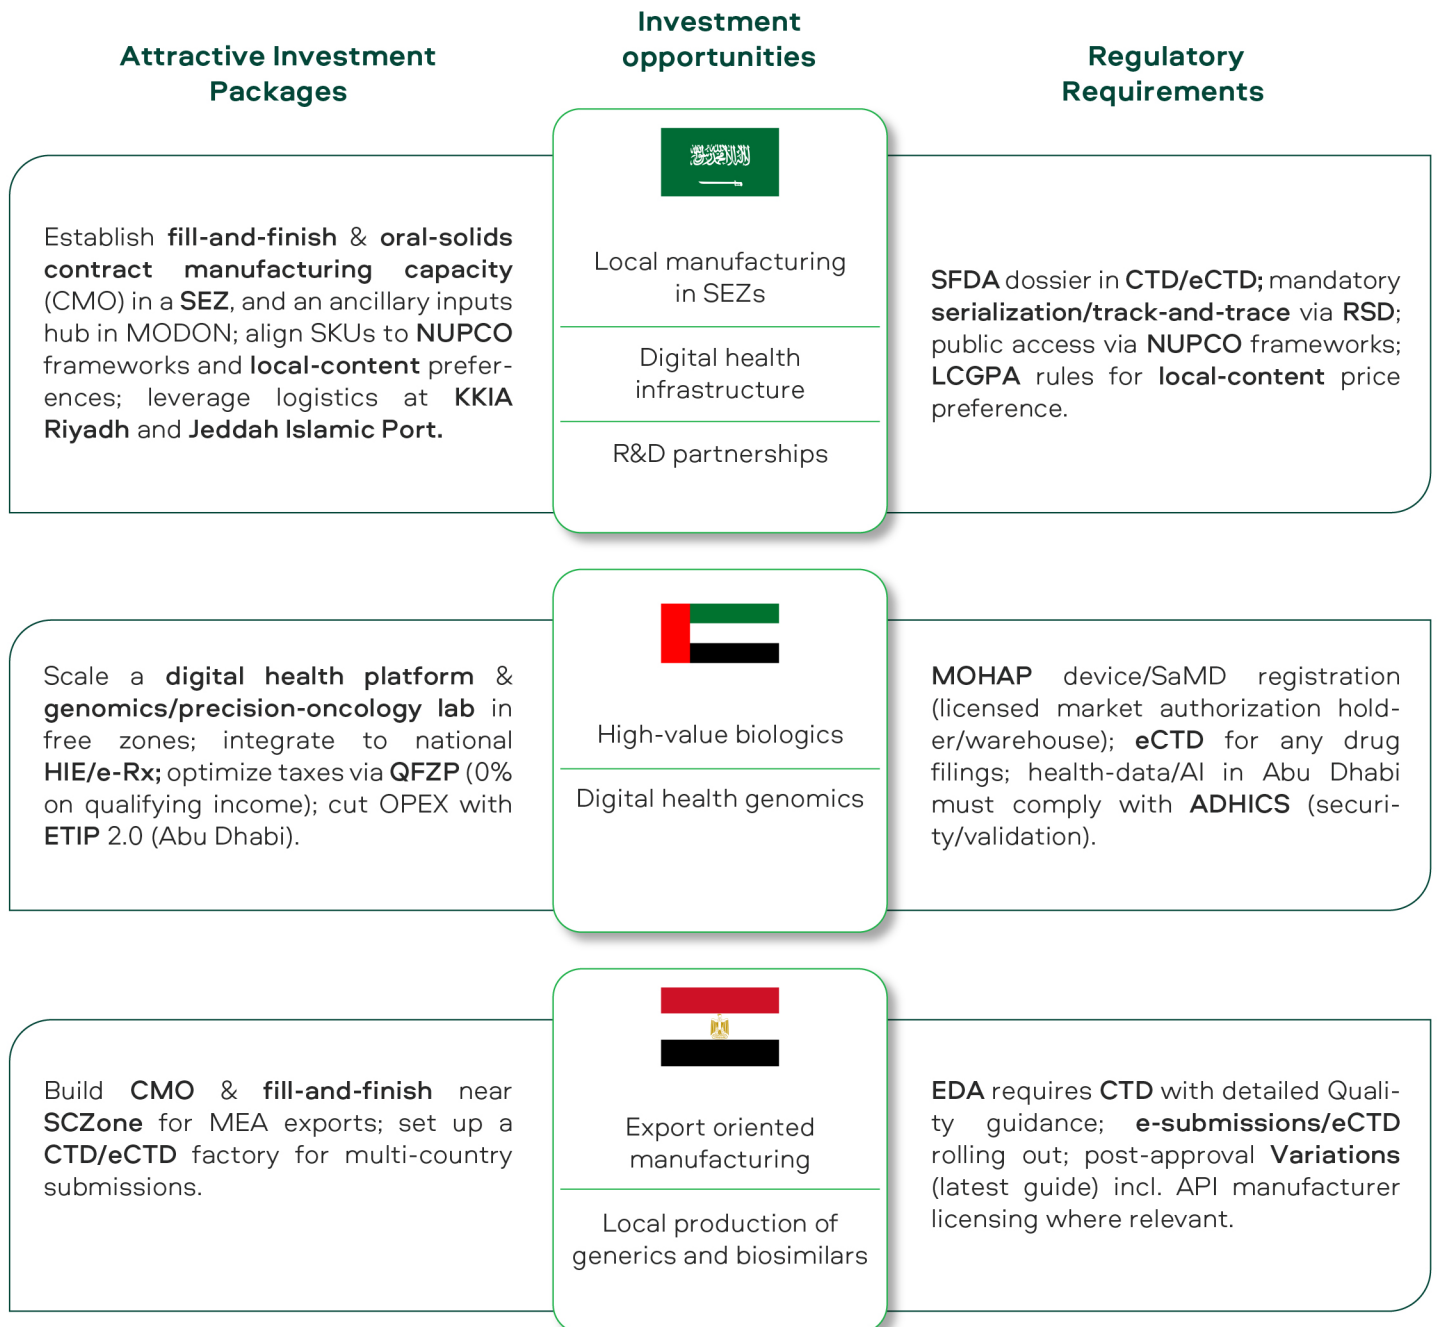 Attractive Investment
Packages
Investment
opportunities
Regulatory
Requirements
Establish fill-and-finish & oral-solids
contract manufacturing capacity
(CMO) in a SEZ, and an ancillary inputs
hub in MODON; align SKUs to NUPCO
frameworks and local-content prefer-
ences; leverage logistics at KKIA
Riyadh and Jeddah Islamic Port.
لا إله إلا الله محمد رسول الله
Local manufacturing
in SEZs
Digital health
infrastructure
R&D partnerships
SFDA dossier in CTD/eCTD; mandatory
serialization/track-and-trace via RSD;
public access via NUPCO frameworks;
LCGPA rules for local-content price
preference.
Scale a digital health platform &
genomics/precision-oncology lab in
free zones; integrate to national
HIE/e-Rx; optimize taxes via QFZP (0%
on qualifying income); cut OPEX with
ETIP 2.0 (Abu Dhabi).
High-value biologics
Digital health genomics
MOHAP device/SaMD registration
(licensed market authorization hold-
er/warehouse); eCTD for any drug
filings; health-data/AI in Abu Dhabi
must comply with ADHICS (securi-
ty/validation).
Build CMO & fill-and-finish near
SCZone for MEA exports; set up a
CTD/eCTD factory for multi-country
submissions.
Export oriented
manufacturing
Local production of
generics and biosimilars
EDA requires CTD with detailed Quali-
ty guidance; e-submissions/eCTD
rolling out; post-approval Variations
(latest guide) incl. API manufacturer
licensing where relevant.